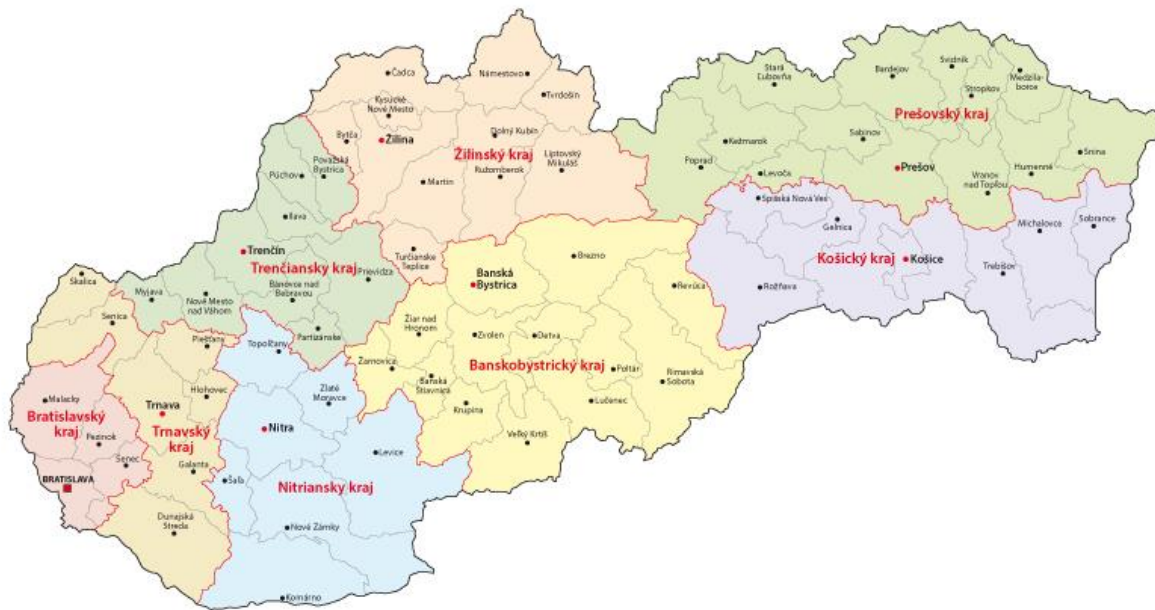 Čadca
Námestovo
Tvrdošín
Kysucké
Nové Mesto
Bytča
Žilina
Dolný Kubín
Žilinský kraj
Liptovský
Mikuláš
Martin
Ružomberok
Turčianske
Teplice
Stará
Ľubovňa
Bardejov
Svidník
Medzila-
borce
Stropkov
Prešovský kraj
Kežmarok
Sabinov
Snina
Poprad
Levoča
Prešov
Humenné
Vranov
nad Topľou
Považská
Bystrica
Púchov
Ilava
Trenčín
Trenčiansky kraj
Prievidza
Bánovce nad
Bebravou
Myjava
Nové Mesto
nad Váhom
Partizánske
Spišská Nová Ves
Gelnica
Michalovce
Sobrance
Košický kraj
Košice
Trebišov
Rožňava
Brezno
Banská
Bystrica
Revúca
Žiar nad
Hronom
Zvolen
Detva
Žarnovica
Banskobystrický kraj
Banská
Štiavnica
Poltár
Rimavská
Sobota
Krupina
Lučenec
Veľký Krtíš
Skalica
Senica
Piešťany
Hlohovec
Trnava
Trnavský
kraj
Galanta
Dunajská
Streda
Malacky
Bratislavský
kraj
Pezinok
Senec
BRATISLAVA
Topoľčany
Zlaté
Moravce
Nitra
Levice
Šaľa
Nitriansky kraj
Nové Zámky
Komárno